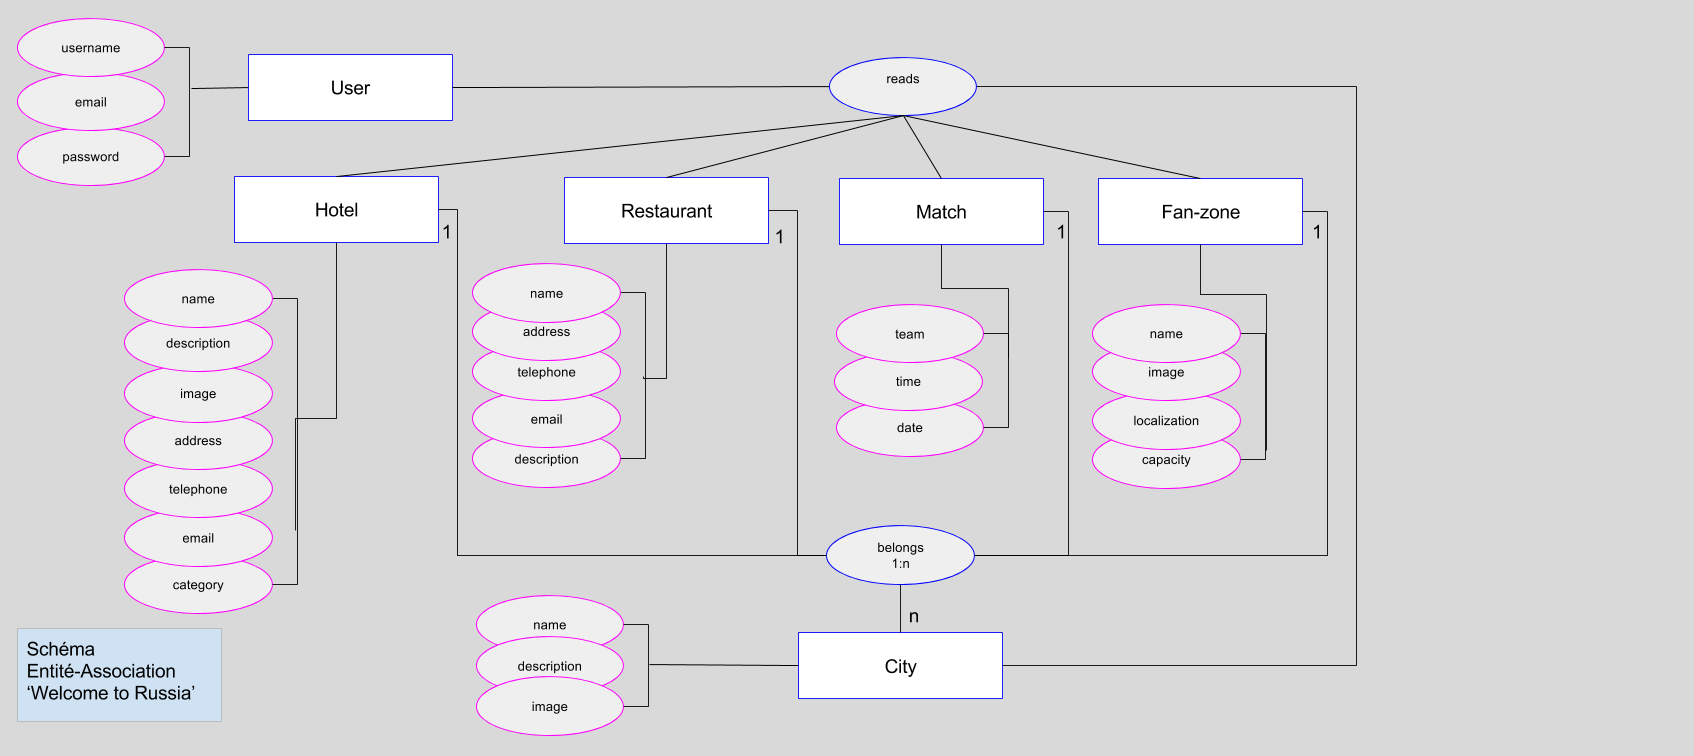 username
email
password
User
reads
Hotel
1
Restaurant
1
Match
1
Fan-zone
1
name
description
image
address
telephone
email
category
name
address
telephone
email
description
team
time
date
name
image
localization
capacity
belongs
1:n
n
name
description
image
City
Schéma
Entité-Association
‘Welcome to Russia’